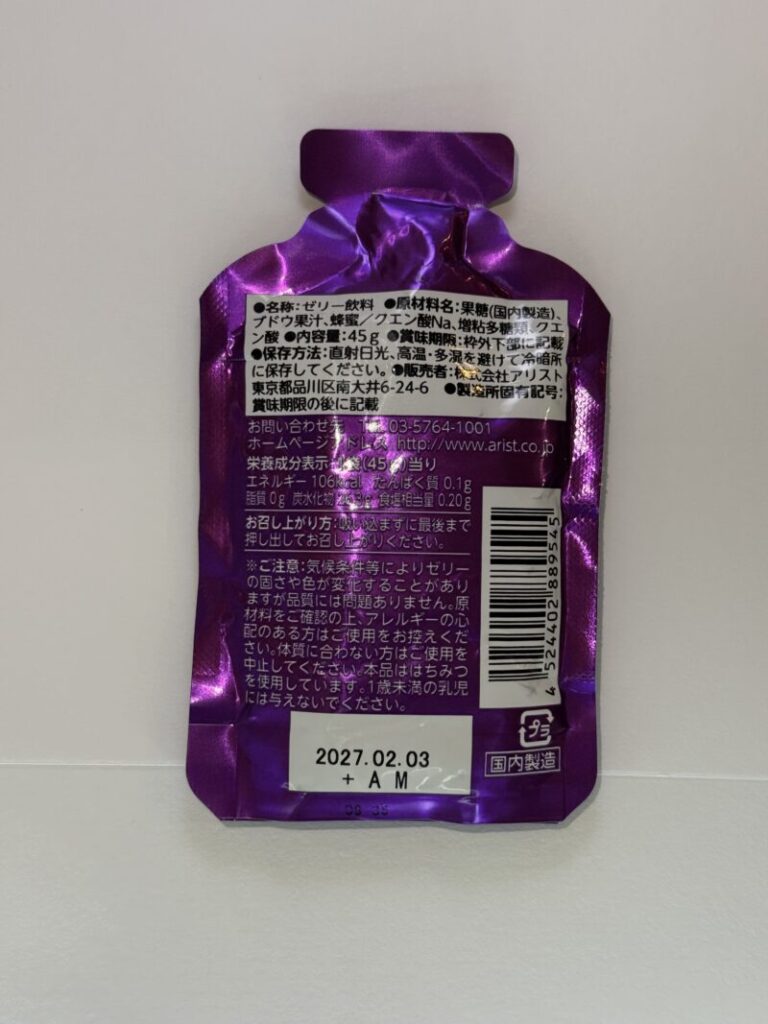 ●名称：ゼリー飲料 ●原材料名：果糖(国内製造)、
ブドウ果汁、蜂蜜／クエン酸Na、増粘多糖類、クエ
ン酸 ●内容量：45g ●賞味期限：枠外下部に記載
●保存方法：直射日光、高温・多湿を避けて冷暗所
に保存してください。●販売者：株式会社アリスト
東京都品川区南大井6-24-6 ●製造所固有記号：
賞味期限の後に記載
お問い合わせ先 TEL 03-5764-1001
ホームページアドレス http://www.arist.co.jp
栄養成分表示 1袋(45g)当り
エネルギー 106kcal たんぱく質 0.1g
脂質 0g 炭水化物 食塩相当量 0.20g
お召し上がり方：吸い込まずに最後まで
押し出してお召し上がりください。
※ご注意：気候条件等によりゼリー
の固さや色が変化することがあり
ますが品質には問題ありません。原
材料をご確認の上、アレルギーの心
配のある方はご使用をお控えくだ
さい。体質に合わない方はご使用を
中止してください。本品ははちみつ
を使用しています。1歳未満の乳児
には与えないでください。
4 524402 889545
プラ
国内製造
2027.02.03
+ A M